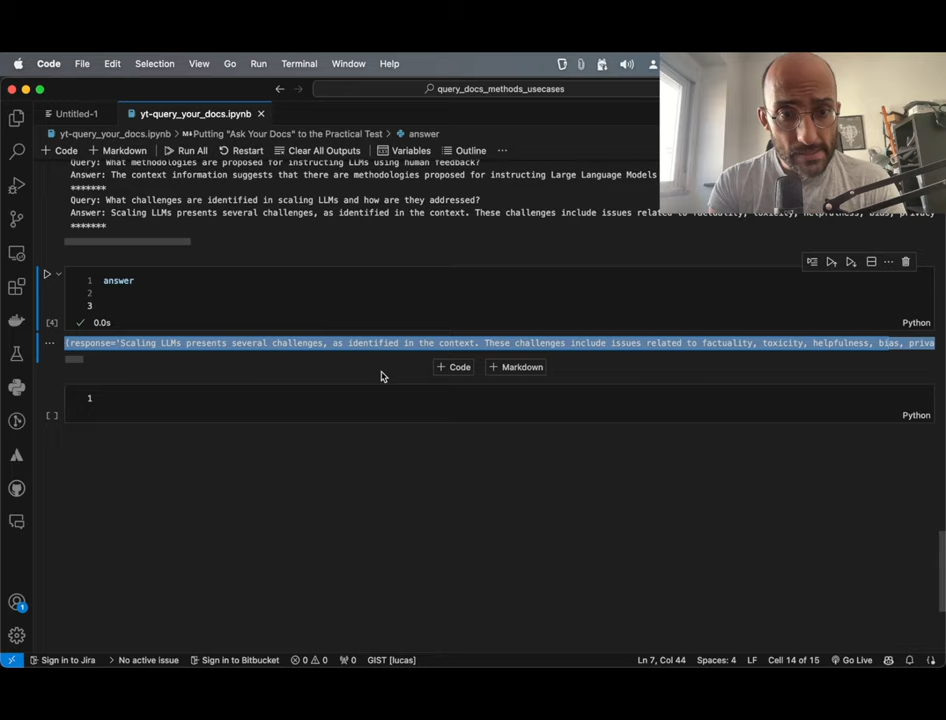 Code File Edit Selection View Go Run Terminal Window Help
query_docs_methods_usecases
Untitled-1 yt-query_your_docs.ipynb
yt-query_your_docs.ipynb > Putting "Ask Your Docs" to the Practical Test > answer
+ Code + Markdown Run All Restart Clear All Outputs Variables Outline ...
Query: What methodologies are proposed for instructing LLMs using human feedback?
Answer: The context information suggests that there are methodologies proposed for instructing Large Language Models
*******
Query: What challenges are identified in scaling LLMs and how are they addressed?
Answer: Scaling LLMs presents several challenges, as identified in the context. These challenges include issues related to factuality, toxicity, helpfulness, bias, privacy
*******
1 answer
2
3
[4] 0.0s Python
(response='Scaling LLMs presents several challenges, as identified in the context. These challenges include issues related to factuality, toxicity, helpfulness, bias, priva
+ Code + Markdown
1
[ ] Python
Sign in to Jira No active issue Sign in to Bitbucket 0 0 0 GIST [lucas] Ln 7, Col 44 Spaces: 4 LF Cell 14 of 15 Go Live